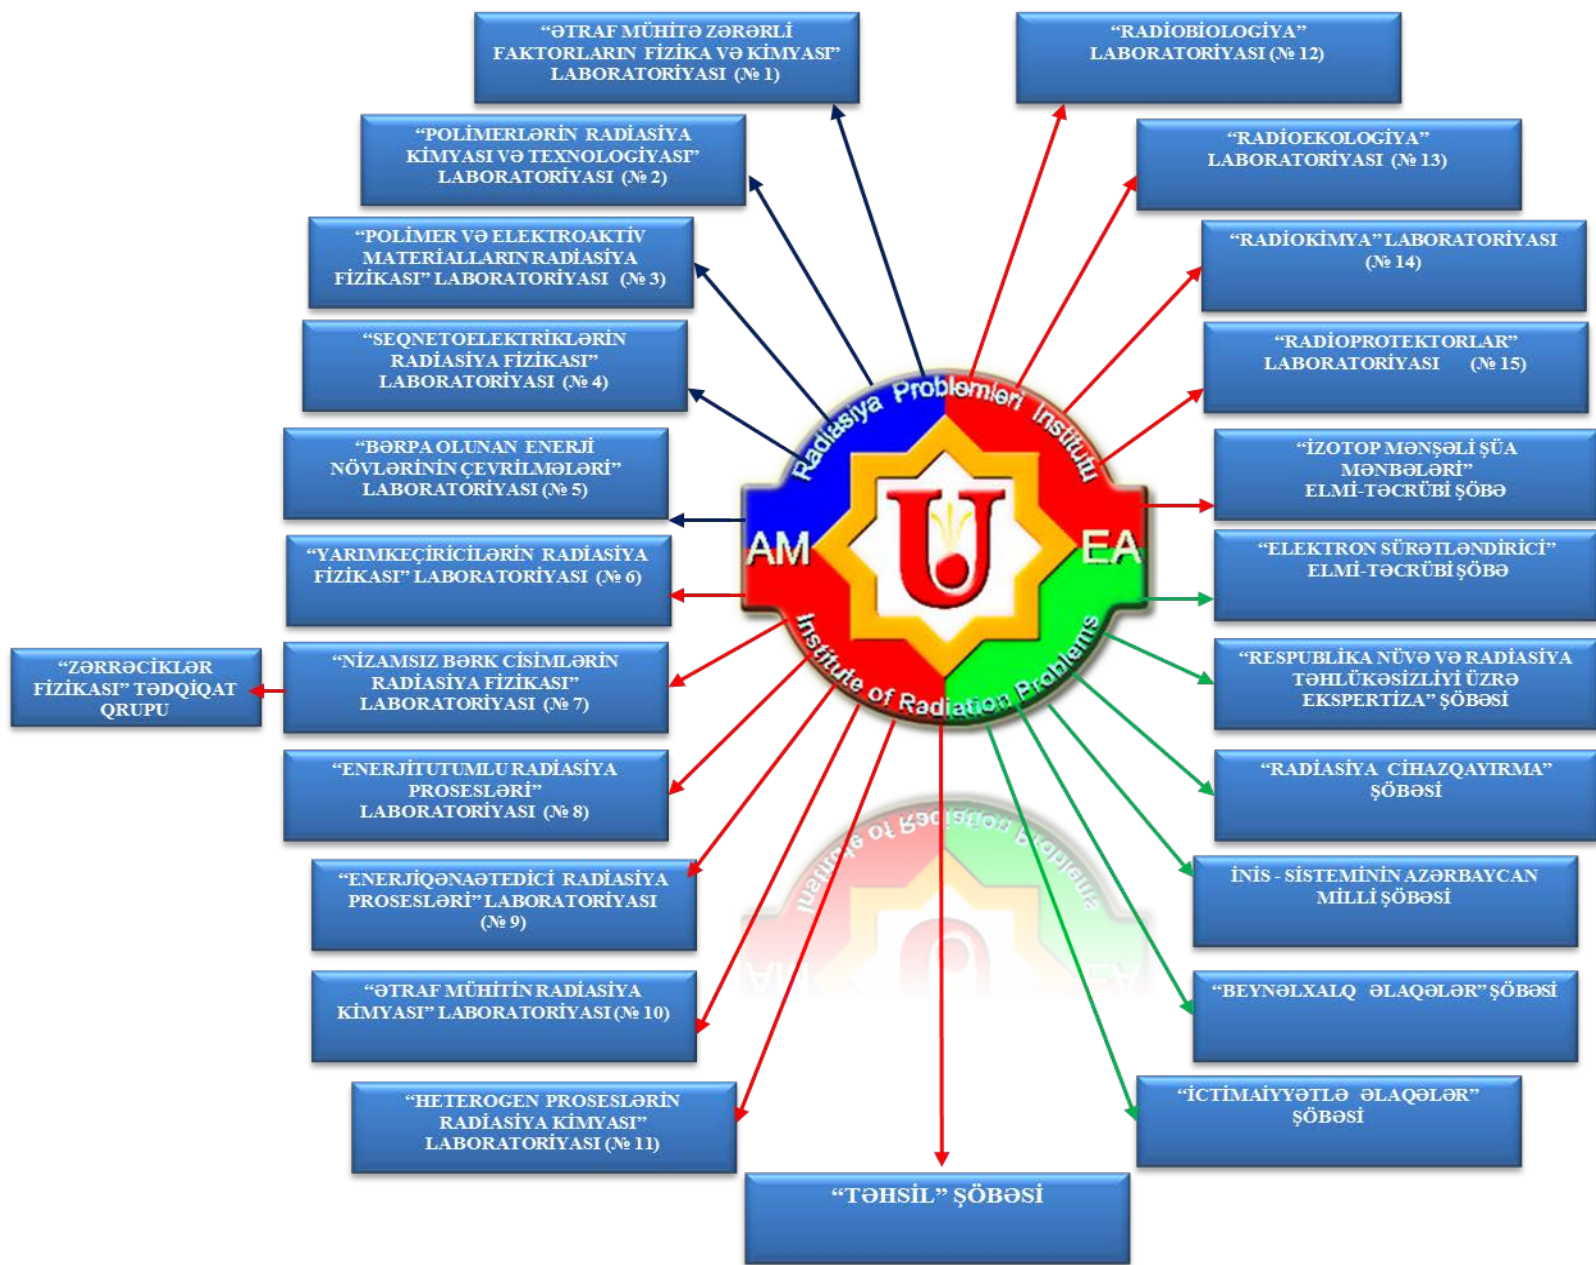 “ƏTRAF MÜHİTƏ ZƏRƏRLİ
FAKTORLARIN FİZİKA VƏ KİMYASI”
LABORATORİYASI (№ 1)
“POLİMERLƏRİN RADİASİYA
KİMYASI VƏ TEXNOLOGİYASI”
LABORATORİYASI (№ 2)
“POLİMER VƏ ELEKTROAKTİV
MATERIALLARIN RADİASİYA
FİZİKASI” LABORATORİYASI (№ 3)
“SEQNETOELEKTRİKLƏRİN
RADİASİYA FİZİKASI”
LABORATORİYASI (№ 4)
“BƏRPA OLUNAN ENERJİ
NÖVLƏRİNİN ÇEVRİLMƏLƏRİ”
LABORATORİYASI (№ 5)
“YARIMKEÇİRİCİLƏRİN RADİASİYA
FİZİKASI” LABORATORİYASI (№ 6)
“ZƏRRƏCİKLƏR
FİZİKASI” TƏDQİQAT
QRUPU
“NİZAMSIZ BƏRK CİSİMLƏRİN
RADİASİYA FİZİKASI”
LABORATORİYASI (№ 7)
“ENERJİTUTUMLU RADİASİYA
PROSESLƏRİ”
LABORATORİYASI (№ 8)
“ENERJİQƏNAƏTEDİCİ RADİASİYA
PROSESLƏRİ” LABORATORİYASI
(№ 9)
“ƏTRAF MÜHİTİN RADİASİYA
KİMYASI” LABORATORİYASI (№ 10)
“HETEROGEN PROSESLƏRİN
RADİASİYA KİMYASI”
LABORATORİYASI (№ 11)
“TƏHSİL” ŞÖBƏSİ
Radiasiya Problemləri Institutu
AM
EA
Institute of Radiation Problems
Institute of Radiation Problems
AM
EA
“RADİOBİOLOGİYA”
LABORATORİYASI (№ 12)
“RADİOEKOLOGİYA”
LABORATORİYASI (№ 13)
“RADİOKİMYA” LABORATORİYASI
(№ 14)
“RADİOPROTEKTORLAR”
LABORATORİYASI (№ 15)
“İZOTOP MƏNŞƏLİ ŞÜA
MƏNBƏLƏRİ”
ELMİ-TƏCRÜBİ ŞÖBƏ
“ELEKTRON SÜRƏTLƏNDİRİCİ”
ELMİ-TƏCRÜBİ ŞÖBƏ
“RESPUBLİKA NÜVƏ VƏ RADİASİYA
TƏHLÜKƏSİZLİYİ ÜZRƏ
EKSPERTİZA” ŞÖBƏSİ
“RADİASİYA CİHAZQAYIRMA”
ŞÖBƏSİ
İNİS - SİSTEMİNİN AZƏRBAYCAN
MİLLİ ŞÖBƏSİ
“BEYNƏLXALQ ƏLAQƏLƏR” ŞÖBƏSİ
“İCTİMAİYYƏTLƏ ƏLAQƏLƏR”
ŞÖBƏSİ